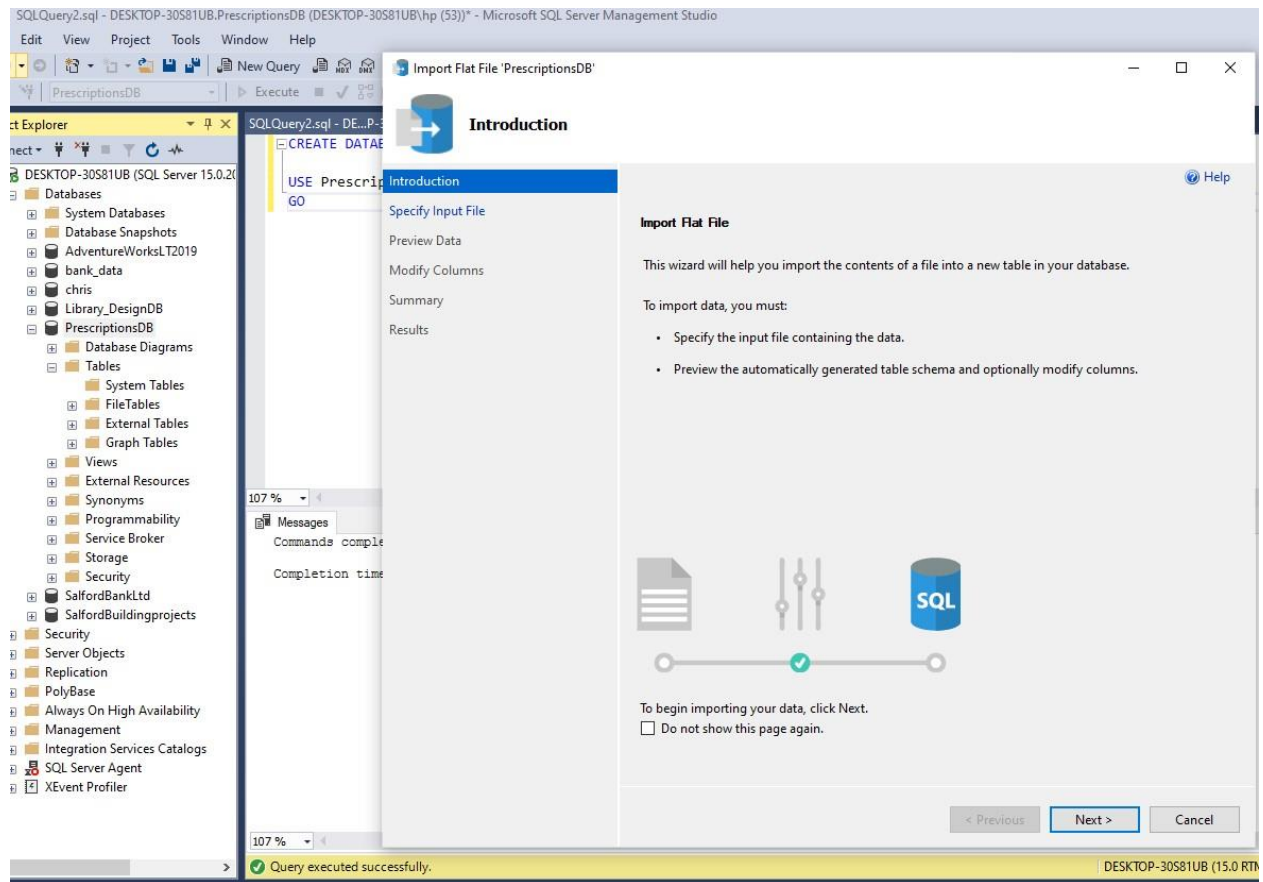 SQLQuery2.sql - DESKTOP-30S81UB.PrescriptionsDB (DESKTOP-30S81UB\hp (53))* - Microsoft SQL Server Management Studio
Edit View Project Tools Window Help
New Query
PrescriptionsDB
Execute
ct Explorer
nect
DESKTOP-30S81UB (SQL Server 15.0.20
Databases
System Databases
Database Snapshots
AdventureWorksLT2019
bank_data
chris
Library_DesignDB
PrescriptionsDB
Database Diagrams
Tables
System Tables
FileTables
External Tables
Graph Tables
Views
External Resources
Synonyms
Programmability
Service Broker
Storage
Security
SalfordBankLtd
SalfordBuildingprojects
Security
Server Objects
Replication
PolyBase
Always On High Availability
Management
Integration Services Catalogs
SQL Server Agent
XEvent Profiler
SQLQuery2.sql - DE...P-3
CREATE DATAB
USE Prescrip
GO
107 %
Messages
Commands comple
Completion time
107 %
Query executed successfully.
DESKTOP-30S81UB (15.0 RTM
Import Flat File 'PrescriptionsDB'
Introduction
Introduction
Specify Input File
Preview Data
Modify Columns
Summary
Results
Help
Import Flat File
This wizard will help you import the contents of a file into a new table in your database.
To import data, you must:
• Specify the input file containing the data.
• Preview the automatically generated table schema and optionally modify columns.
SQL
To begin importing your data, click Next.
Do not show this page again.
< Previous
Next >
Cancel